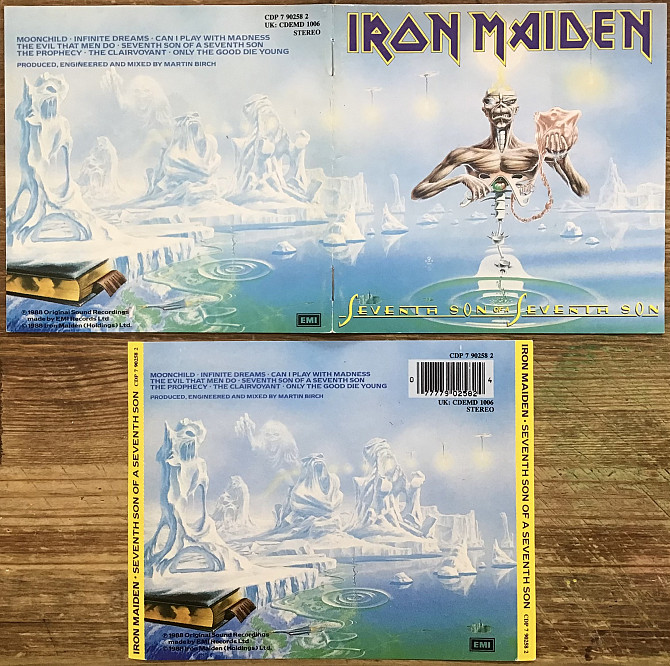 CDP 7 90258 2
UK: CDEMD 1006
STEREO
MOONCHILD · INFINITE DREAMS · CAN I PLAY WITH MADNESS
THE EVIL THAT MEN DO · SEVENTH SON OF A SEVENTH SON
THE PROPHECY · THE CLAIRVOYANT · ONLY THE GOOD DIE YOUNG
PRODUCED, ENGINEERED AND MIXED BY MARTIN BIRCH
℗ 1988 Original Sound Recordings
made by EMI Records Ltd
© 1988 Iron Maiden (Holdings) Ltd.
EMI
IRON MAIDEN
SEVENTH SON OF A SEVENTH SON
IRON MAIDEN · SEVENTH SON OF A SEVENTH SON CDP 7 90258 2
CDP 7 90258 2
MOONCHILD · INFINITE DREAMS · CAN I PLAY WITH MADNESS
THE EVIL THAT MEN DO · SEVENTH SON OF A SEVENTH SON
THE PROPHECY · THE CLAIRVOYANT · ONLY THE GOOD DIE YOUNG
PRODUCED, ENGINEERED AND MIXED BY MARTIN BIRCH
0 77779 02582 4
UK: CDEMD 1006
STEREO
℗ 1988 Original Sound Recordings
made by EMI Records Ltd
© 1988 Iron Maiden (Holdings) Ltd.
EMI
IRON MAIDEN · SEVENTH SON OF A SEVENTH SON CDP 7 90258 2